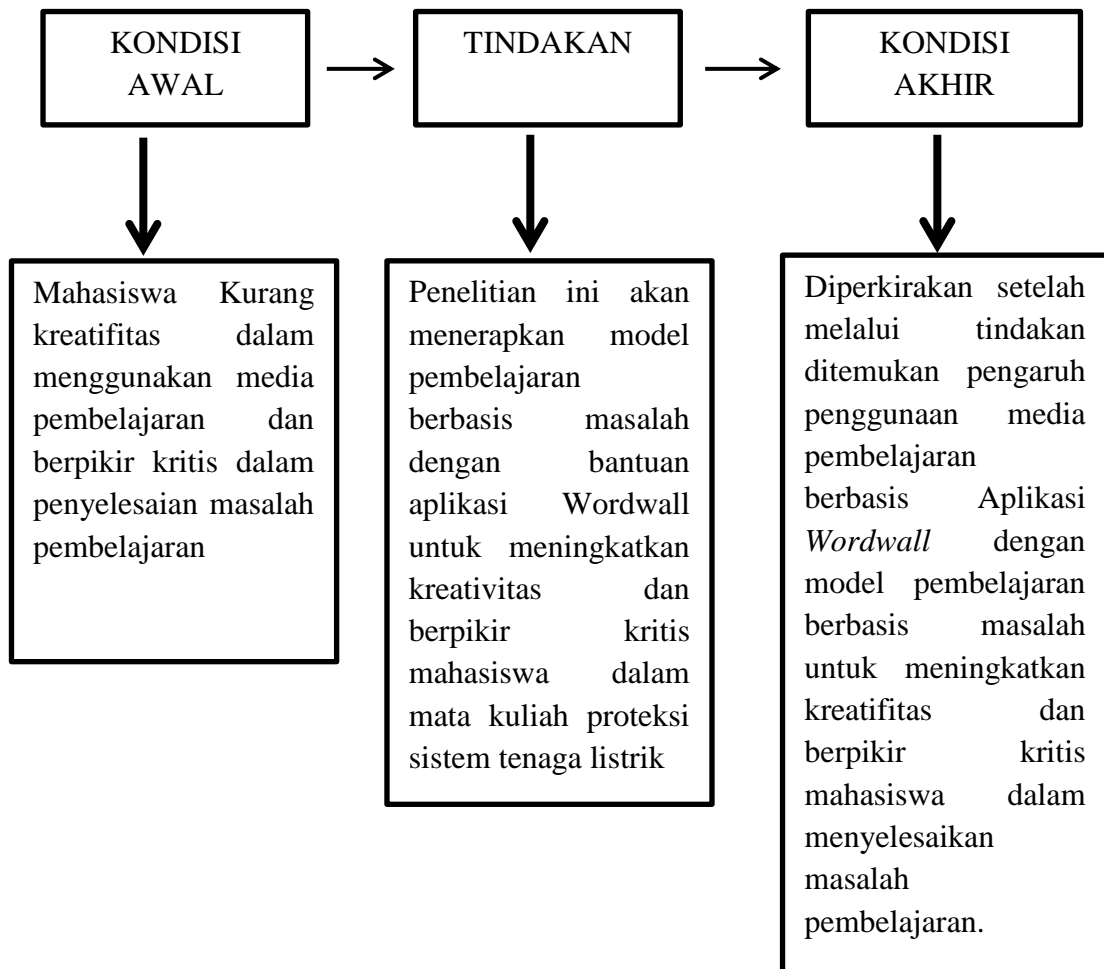 KONDISI
AWAL
TINDAKAN
KONDISI
AKHIR
Mahasiswa Kurang
kreatifitas dalam
menggunakan media
pembelajaran dan
berpikir kritis dalam
penyelesaian masalah
pembelajaran
Penelitian ini akan
menerapkan model
pembelajaran
berbasis masalah
dengan bantuan
aplikasi Wordwall
untuk meningkatkan
kreativitas dan
berpikir kritis
mahasiswa dalam
mata kuliah proteksi
sistem tenaga listrik
Diperkirakan setelah
melalui tindakan
ditemukan pengaruh
penggunaan media
pembelajaran
berbasis Aplikasi
Wordwall dengan
model pembelajaran
berbasis masalah
untuk meningkatkan
kreatifitas dan
berpikir kritis
mahasiswa dalam
menyelesaikan
masalah
pembelajaran.